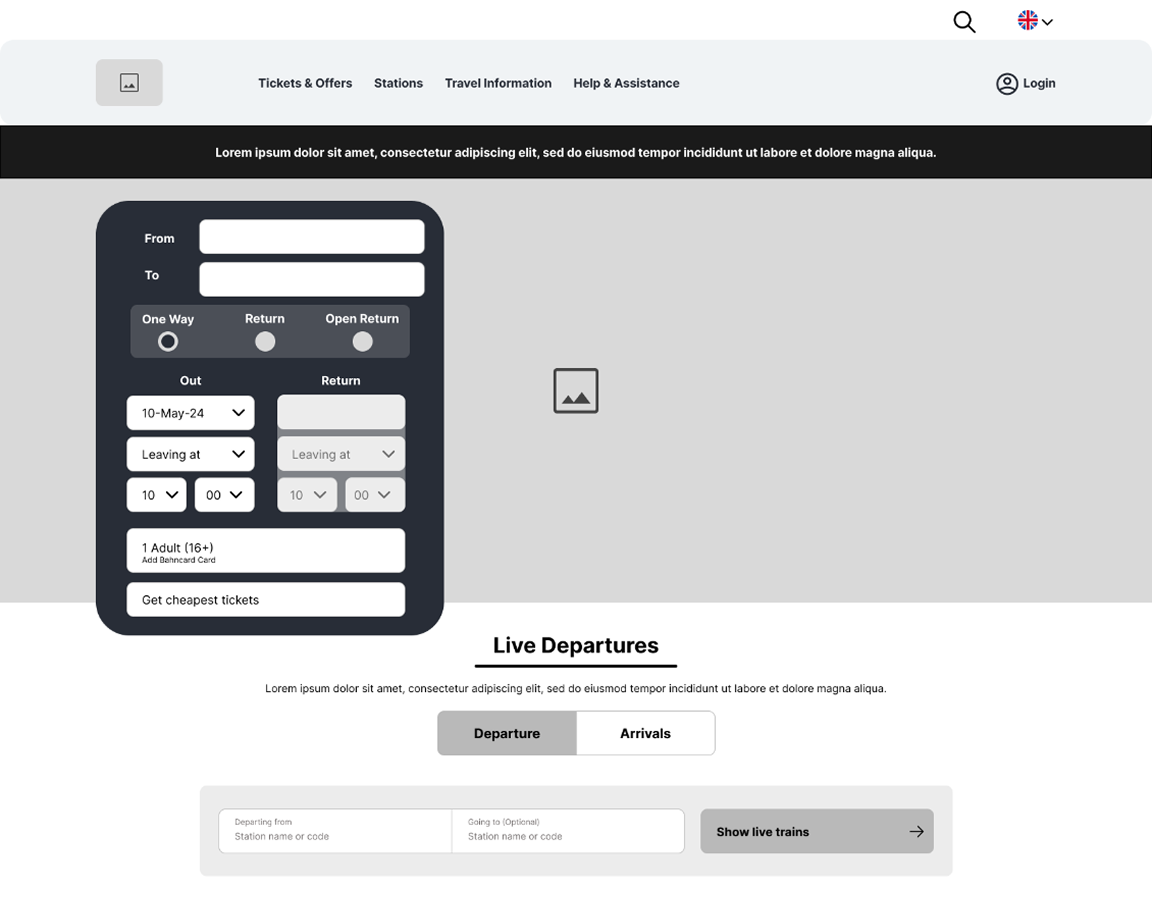 Tickets & Offers Stations Travel Information Help & Assistance Login
Lorem ipsum dolor sit amet, consectetur adipiscing elit, sed do eiusmod tempor incididunt ut labore et dolore magna aliqua.
From
To
One Way Return Open Return
Out Return
10-May-24
Leaving at Leaving at
10 00 10 00
1 Adult (16+)
Add Bahncard Card
Get cheapest tickets
Live Departures
Lorem ipsum dolor sit amet, consectetur adipiscing elit, sed do eiusmod tempor incididunt ut labore et dolore magna aliqua.
Departure Arrivals
Departing from Going to (Optional)
Station name or code Station name or code
Show live trains